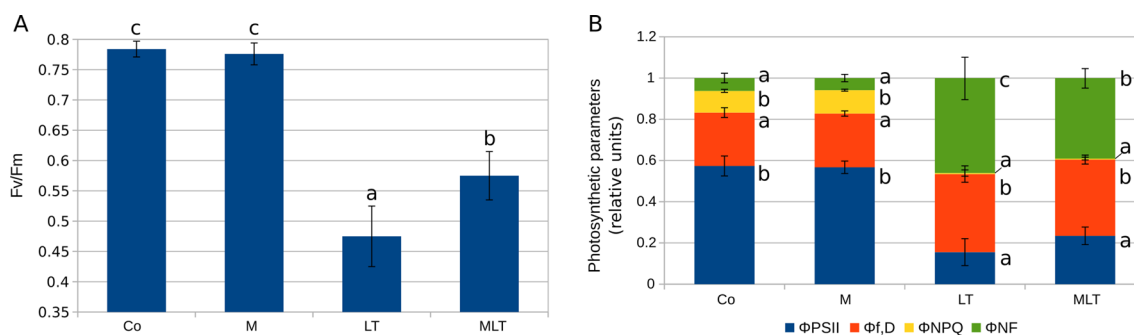 A
Fv/Fm
0.8
0.75
0.7
0.65
0.6
0.55
0.5
0.45
0.4
0.35
c
c
a
b
Co
M
LT
MLT
B
Photosynthetic parameters
(relative units)
1.2
1
0.8
0.6
0.4
0.2
0
a
b
a
b
a
b
a
b
c
a
b
a
b
a
b
a
Co
M
LT
MLT
ΦPSII Φf,D ΦNPQ ΦNF